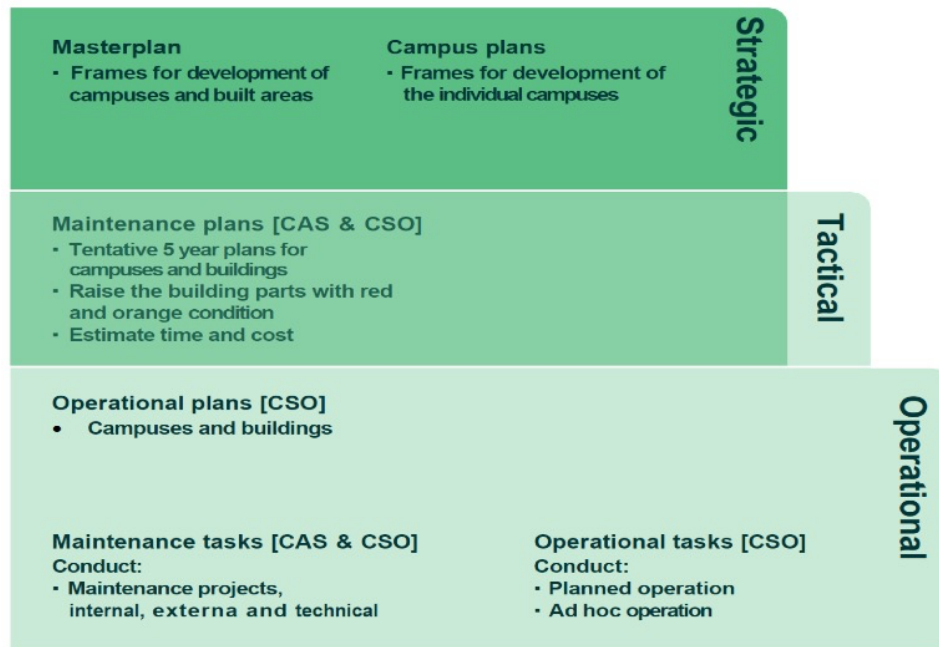 Masterplan
▪ Frames for development of
campuses and built areas
Campus plans
▪ Frames for development of
the individual campuses
Strategic
Maintenance plans [CAS & CSO]
▪ Tentative 5 year plans for
campuses and buildings
▪ Raise the building parts with red
and orange condition
▪ Estimate time and cost
Tactical
Operational plans [CSO]
• Campuses and buildings
Operational
Maintenance tasks [CAS & CSO]
Conduct:
▪ Maintenance projects,
internal, externa and technical
Operational tasks [CSO]
Conduct:
▪ Planned operation
▪ Ad hoc operation